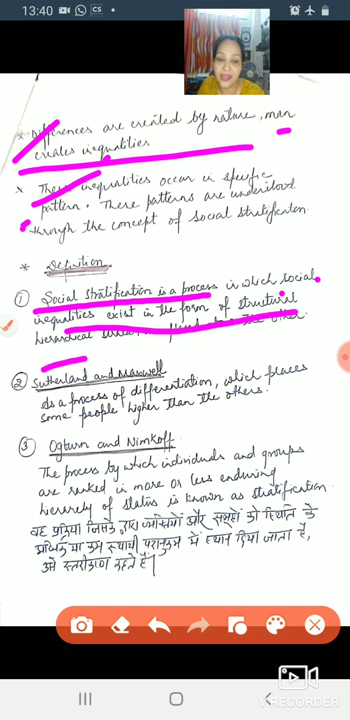 13:40
CS
* Differences are created by nature, man
creates inequalities
* These inequalities occur in specific
pattern. These patterns are understood
through the concept of social stratification
* Definition
① Social stratification is a process in which social
inequalities exist in the form of structural
hierarchical the other
② Sutherland and Maxwell
As a process of differentiation, which places
some people higher than the others.
③ Ogburn and Nimkoff
The process by which individuals and groups
are ranked in more or less enduring
hererely of status is known as stratification
वह प्रक्रिया जिसके द्वारा व्यक्तियों और समूहों को स्थिति के
या कम स्थायी में स्थान दिया जाता है,
उसे स्तरीकरण कहते हैं।